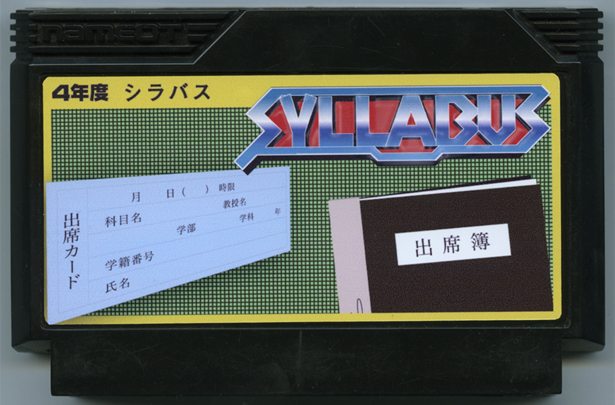 namcot
4年度 シラバス
SYLLABUS
出席カード
月 日( ) 時限
科目名 教授名
学部 学科 年
学籍番号
氏名
出席簿